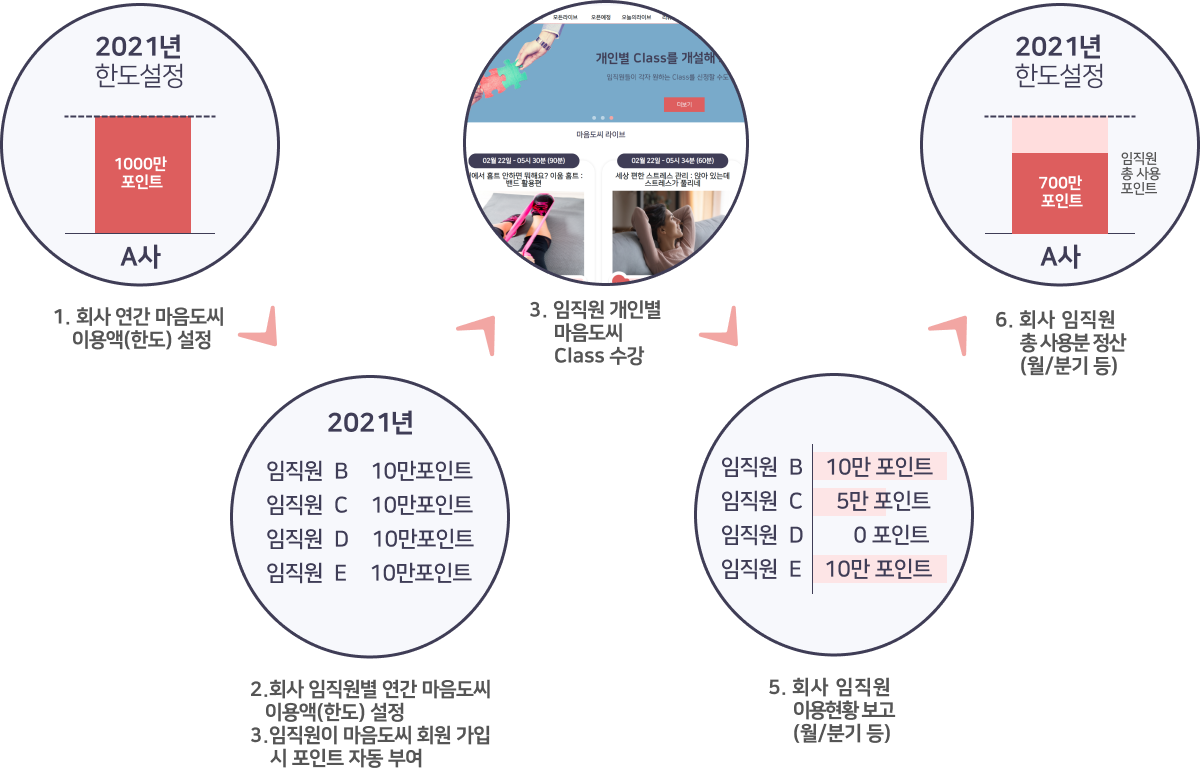 2021년
한도설정
1000만
포인트
A사
1. 회사 연간 마음도씨
이용액(한도) 설정
2021년
임직원 B 10만포인트
임직원 C 10만포인트
임직원 D 10만포인트
임직원 E 10만포인트
2.회사 임직원별 연간 마음도씨
이용액(한도) 설정
3.임직원이 마음도씨 회원 가입
시 포인트 자동 부여
모은라이브 오픈예정 오늘의라이브
개인별 Class를 개설해
임직원들이 각자 원하는 Class를 선정할 수도
더보기
마음도씨 라이브
02월 22일 - 05시 30분 (90분)
에서 홈트 안하면 뭐해요? 이음 홈트 :
밴드 활용편
02월 22일 - 05시 34분 (60분)
세상 편한 스트레스 관리 : 앉아 있는데
스트레스가 풀리네
3. 임직원 개인별
마음도씨
Class 수강
임직원 B 10만 포인트
임직원 C 5만 포인트
임직원 D 0 포인트
임직원 E 10만 포인트
5. 회사 임직원
이용현황 보고
(월/분기 등)
2021년
한도설정
700만
포인트
임직원
총 사용
포인트
A사
6. 회사 임직원
총 사용분 정산
(월/분기 등)